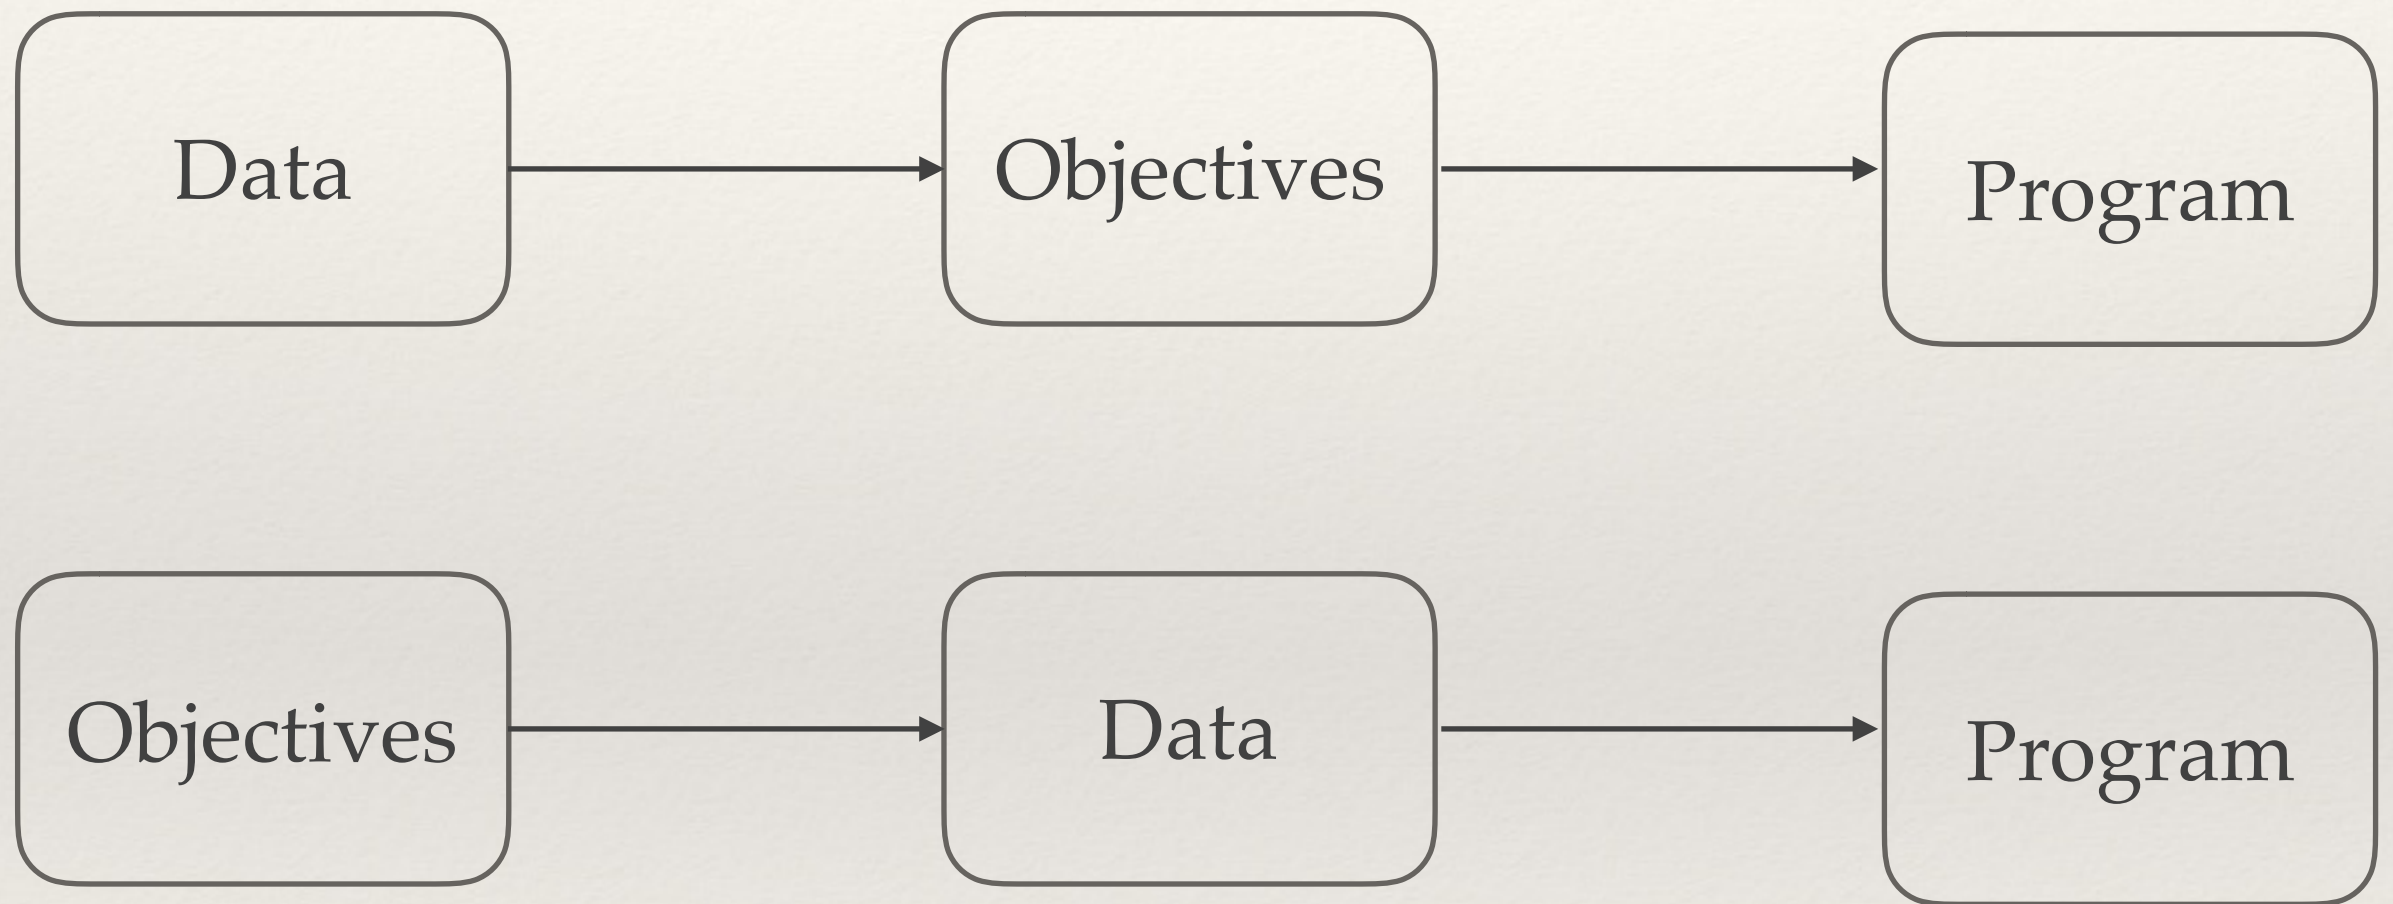 Data
Objectives
Program
Objectives
Data
Program